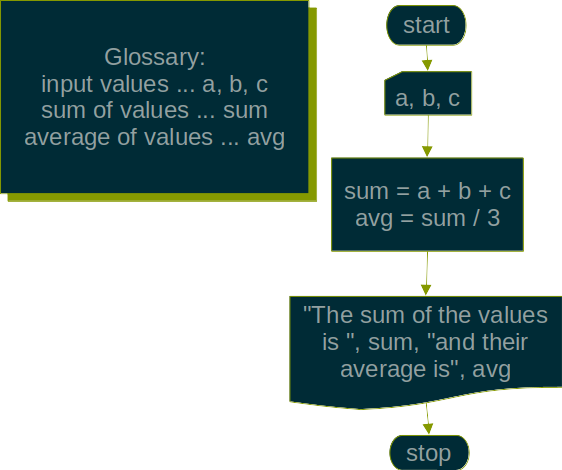 Glossary:
input values ... a, b, c
sum of values ... sum
average of values ... avg
start
a, b, c
sum = a + b + c
avg = sum / 3
"The sum of the values
is ", sum, "and their
average is", avg
stop